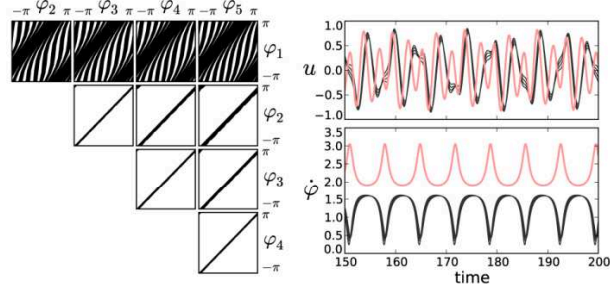 −π φ₂ π −π φ₃ π −π φ₄ π −π φ₅ π
π
φ₁
−π
π
φ₂
−π
π
φ₃
−π
π
φ₄
−π
1.0
0.5
u 0.0
−0.5
−1.0
3.5
3.0
2.5
φ̇ 2.0
1.5
1.0
0.5
0.0
150 160 170 180 190 200
time